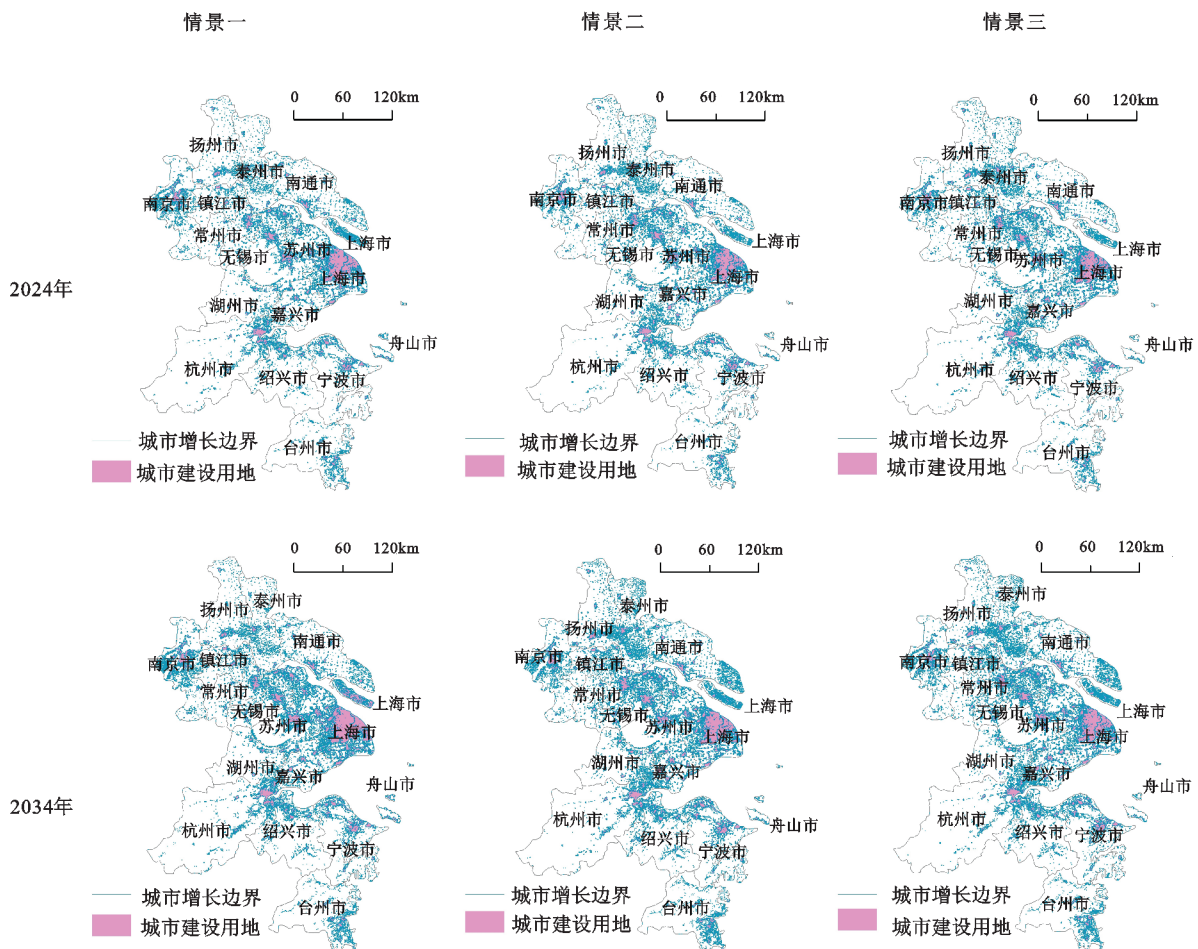 情景一
情景二
情景三
2024年
0 60 120km
扬州市
泰州市
南通市
南京市
镇江市
常州市
上海市
无锡市
苏州市
上海市
湖州市
嘉兴市
舟山市
杭州市
绍兴市
宁波市
台州市
城市增长边界
城市建设用地
0 60 120km
扬州市
泰州市
南通市
南京市
镇江市
常州市
上海市
无锡市
苏州市
上海市
湖州市
嘉兴市
舟山市
杭州市
绍兴市
宁波市
台州市
城市增长边界
城市建设用地
0 60 120km
扬州市
泰州市
南通市
南京市
镇江市
常州市
上海市
无锡市
苏州市
上海市
湖州市
嘉兴市
舟山市
杭州市
绍兴市
宁波市
台州市
城市增长边界
城市建设用地
2034年
0 60 120km
泰州市
扬州市
南通市
南京市
镇江市
常州市
上海市
无锡市
苏州市
上海市
湖州市
嘉兴市
舟山市
杭州市
绍兴市
宁波市
台州市
城市增长边界
城市建设用地
0 60 120km
泰州市
扬州市
南通市
南京市
镇江市
常州市
上海市
无锡市
苏州市
上海市
湖州市
嘉兴市
舟山市
杭州市
绍兴市
宁波市
台州市
城市增长边界
城市建设用地
0 60 120km
泰州市
扬州市
南通市
南京市
镇江市
常州市
上海市
无锡市
苏州市
上海市
湖州市
嘉兴市
舟山市
杭州市
绍兴市
宁波市
台州市
城市增长边界
城市建设用地